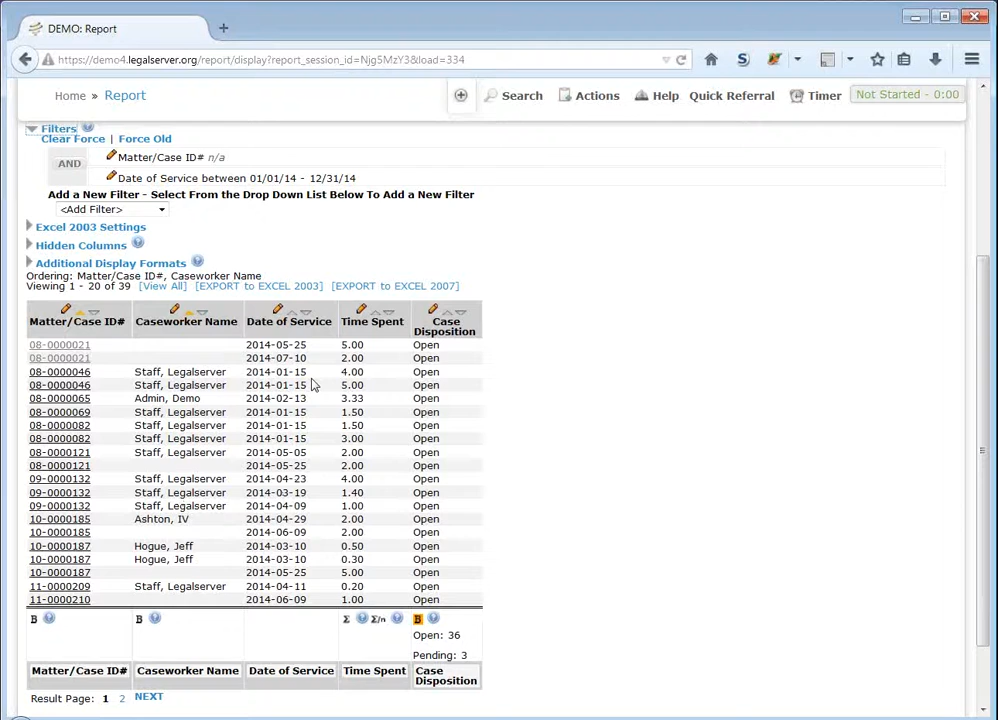 DEMO: Report
https://demo4.legalserver.org/report/display?report_session_id=Njg5MzY3&load=334
Home » Report
Search Actions Help Quick Referral Timer Not Started - 0:00
Filters
Clear Force | Force Old
AND
Matter/Case ID# n/a
Date of Service between 01/01/14 - 12/31/14
Add a New Filter - Select From the Drop Down List Below To Add a New Filter
<Add Filter>
Excel 2003 Settings
Hidden Columns
Additional Display Formats
Ordering: Matter/Case ID#, Caseworker Name
Viewing 1 - 20 of 39 [View All] [EXPORT to EXCEL 2003] [EXPORT to EXCEL 2007]
Matter/Case ID# Caseworker Name Date of Service Time Spent Case Disposition
08-0000021 2014-05-25 5.00 Open
08-0000021 2014-07-10 2.00 Open
08-0000046 Staff, Legalserver 2014-01-15 4.00 Open
08-0000046 Staff, Legalserver 2014-01-15 5.00 Open
08-0000065 Admin, Demo 2014-02-13 3.33 Open
08-0000069 Staff, Legalserver 2014-01-15 1.50 Open
08-0000082 Staff, Legalserver 2014-01-15 1.50 Open
08-0000082 Staff, Legalserver 2014-01-15 3.00 Open
08-0000121 Staff, Legalserver 2014-05-05 2.00 Open
08-0000121 2014-05-25 2.00 Open
09-0000132 Staff, Legalserver 2014-04-23 4.00 Open
09-0000132 Staff, Legalserver 2014-03-19 1.40 Open
09-0000132 Staff, Legalserver 2014-04-09 1.00 Open
10-0000185 Ashton, IV 2014-04-29 2.00 Open
10-0000185 2014-06-09 2.00 Open
10-0000187 Hogue, Jeff 2014-03-10 0.50 Open
10-0000187 Hogue, Jeff 2014-03-10 0.30 Open
10-0000187 2014-05-25 5.00 Open
11-0000209 Staff, Legalserver 2014-04-11 0.20 Open
11-0000210 2014-06-09 1.00 Open
B B Σ Σ/n B
Open: 36
Pending: 3
Matter/Case ID# Caseworker Name Date of Service Time Spent Case Disposition
Result Page: 1 2 NEXT